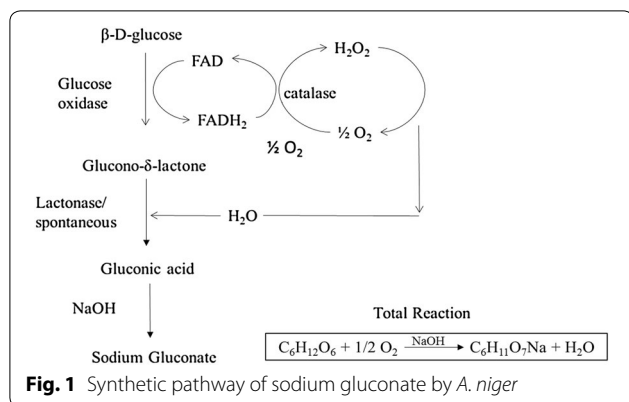 β-D-glucose
FAD
H₂O₂
Glucose
oxidase
catalase
FADH₂
½ O₂
½ O₂
Glucono-δ-lactone
Lactonase/
spontaneous
H₂O
Gluconic acid
NaOH
Total Reaction
NaOH
C₆H₁₂O₆ + 1/2 O₂ → C₆H₁₁O₇Na + H₂O
Sodium Gluconate
Fig. 1 Synthetic pathway of sodium gluconate by A. niger